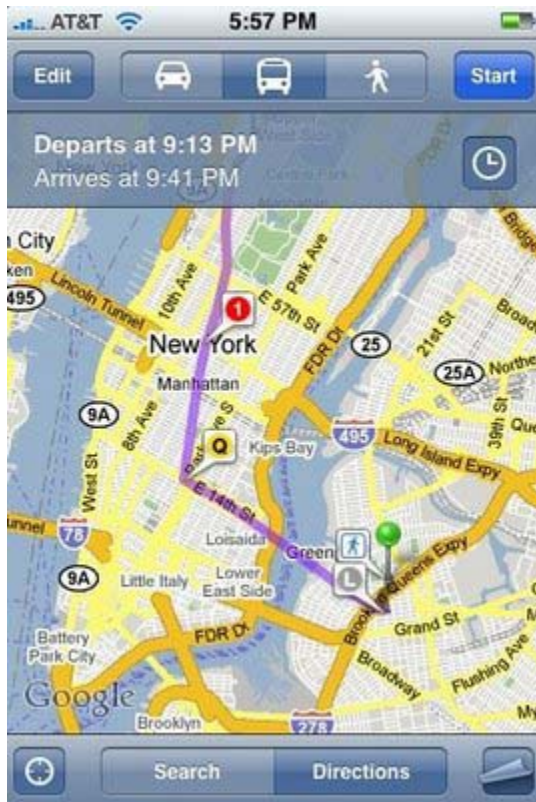 AT&T 5:57 PM
Edit Start
Departs at 9:13 PM
Arrives at 9:41 PM
9A
Park Ave
FDR Dr
City
495
Lincoln Tunnel
10th Ave
E 57th St
1
New York
25
21st St
Manhattan
25A
9A
8th Ave
Q
Kips Bay
495
Long Island Expy
39th St
West St
E 14th St
78
Loisaida
Green
L
Brooklyn Queens Expy
9A
Little Italy
Lower
East Side
Grand St
FDR Dr
Battery
Park City
Broadway
Flushing Ave
Google
Brooklyn
278
Search Directions